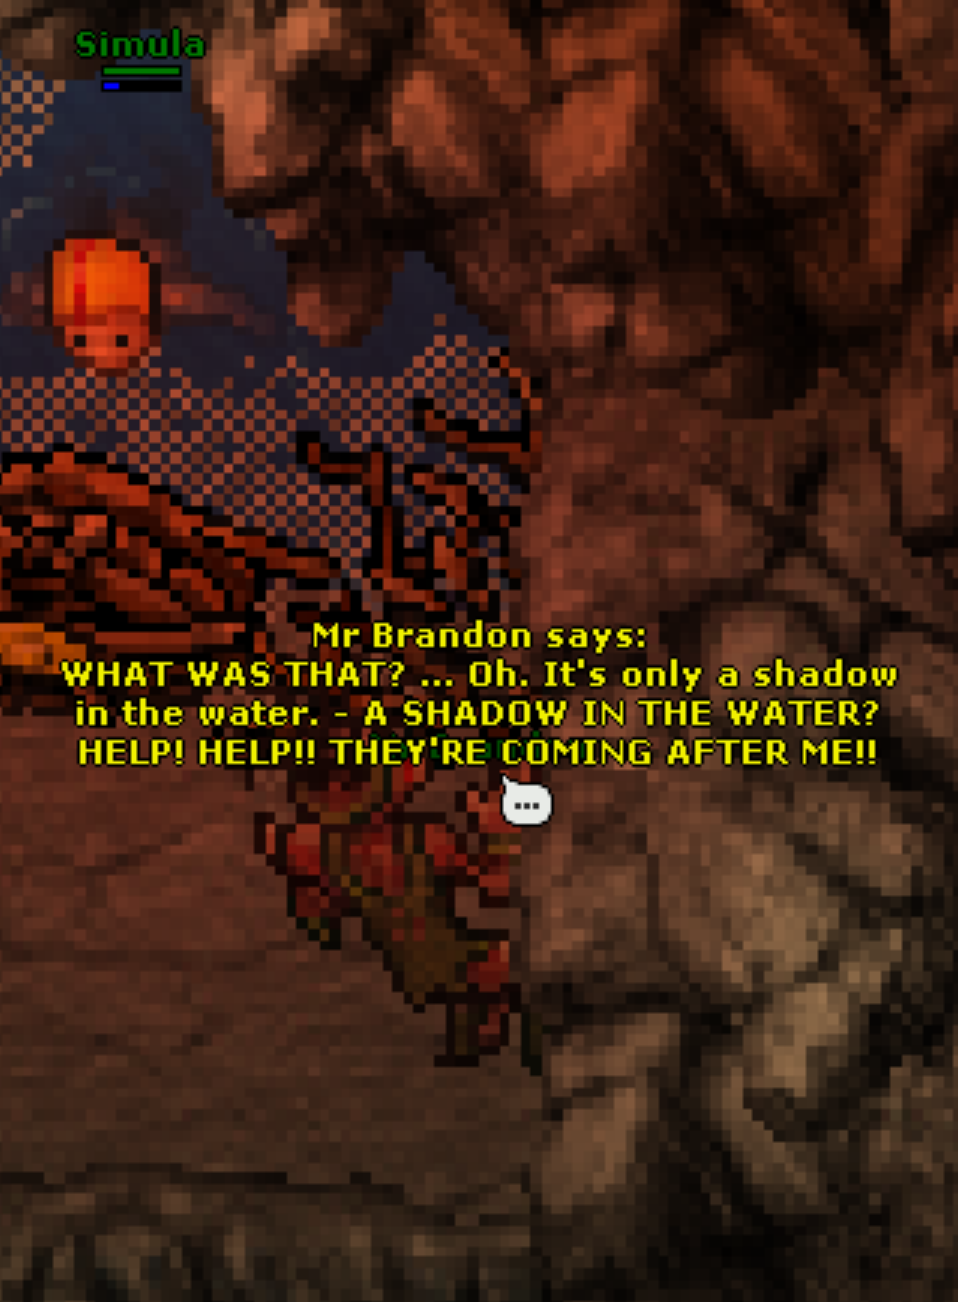 Simula
Mr Brandon says:
WHAT WAS THAT? ... Oh. It's only a shadow
in the water. - A SHADOW IN THE WATER?
HELP! HELP!! THEY'RE COMING AFTER ME!!
...